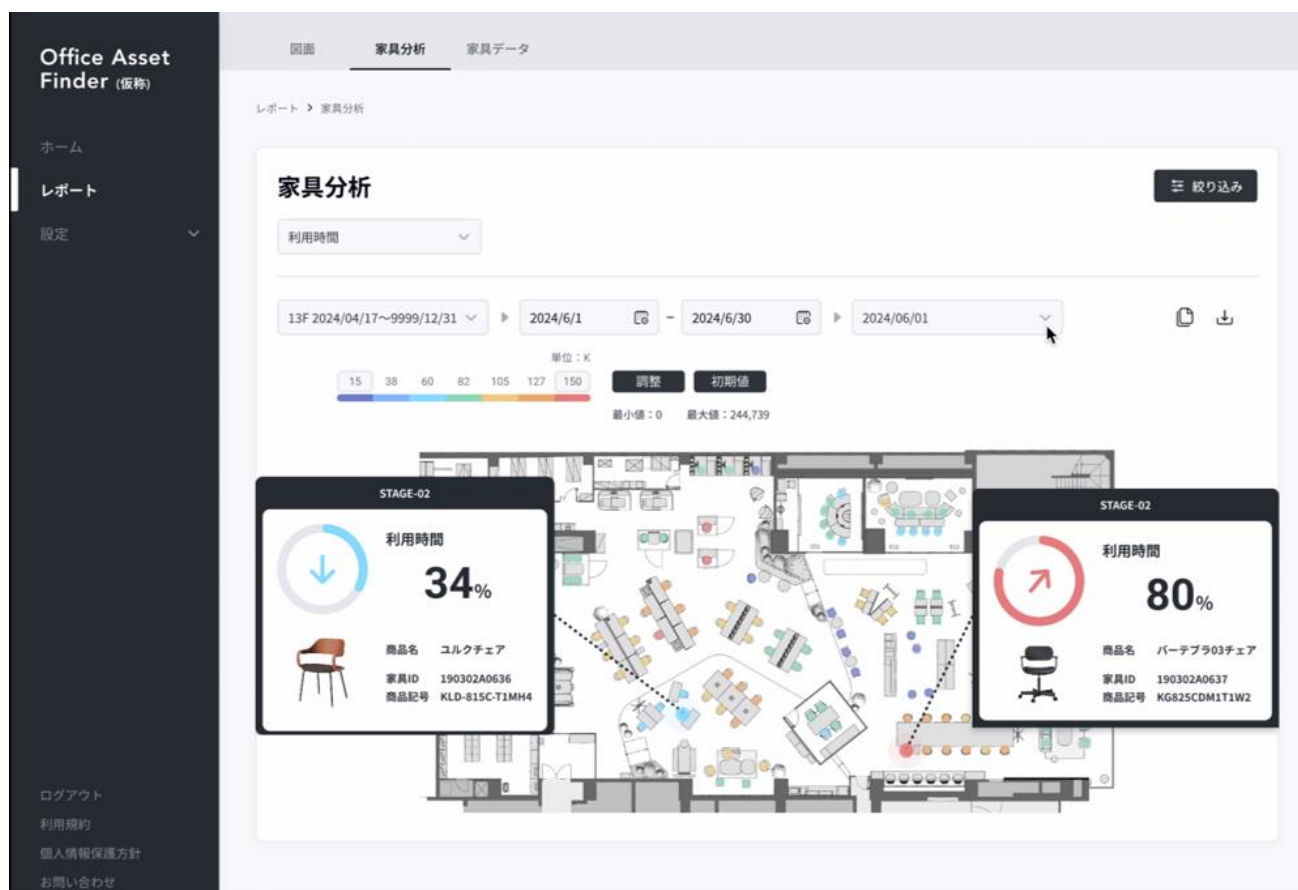 Office Asset
Finder (仮称)
ホーム
レポート
設定
ログアウト
利用規約
個人情報保護方針
お問い合わせ
図面 家具分析 家具データ
レポート > 家具分析
家具分析
絞り込み
利用時間
13F 2024/04/17~9999/12/31 2024/6/1 - 2024/6/30 2024/06/01
単位:K
15 38 60 82 105 127 150
調整 初期値
最小値:0 最大値:244,739
STAGE-02
利用時間
34%
商品名 ユルクチェア
家具ID 190302A0636
商品記号 KLD-815C-T1MH4
STAGE-02
利用時間
80%
商品名 バーテブラ03チェア
家具ID 190302A0637
商品記号 KG825CDM1T1W2